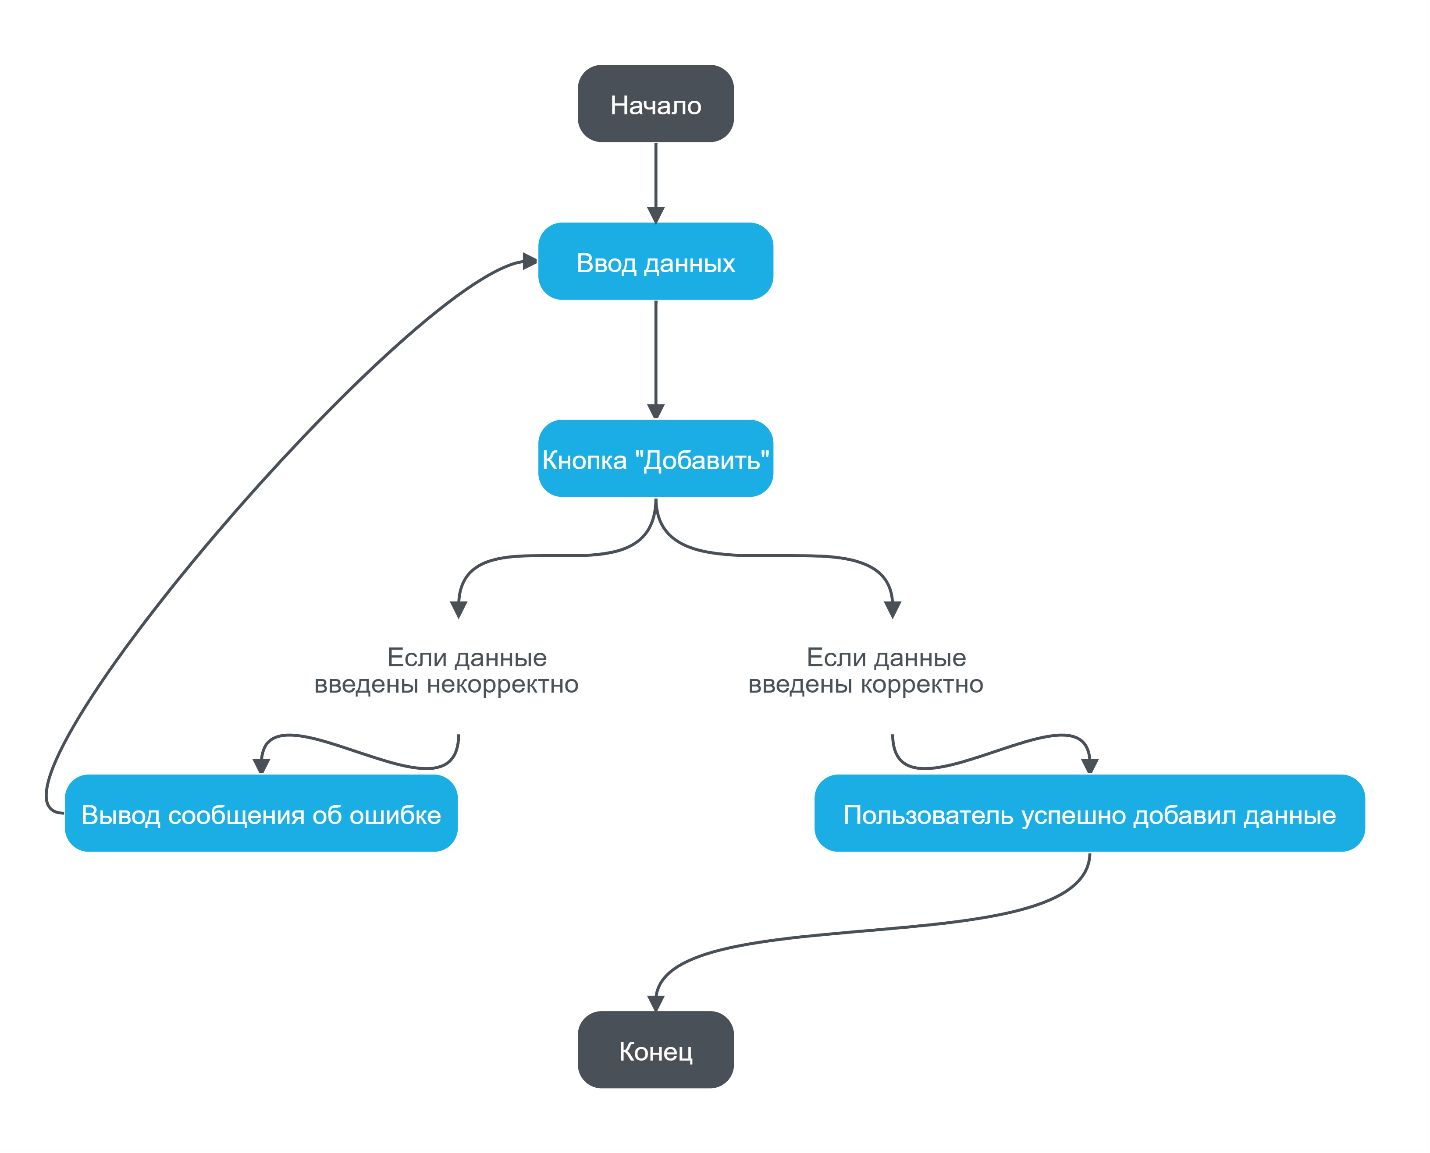 Начало
Ввод данных
Кнопка "Добавить"
Если данные
введены некорректно
Если данные
введены корректно
Вывод сообщения об ошибке
Пользователь успешно добавил данные
Конец